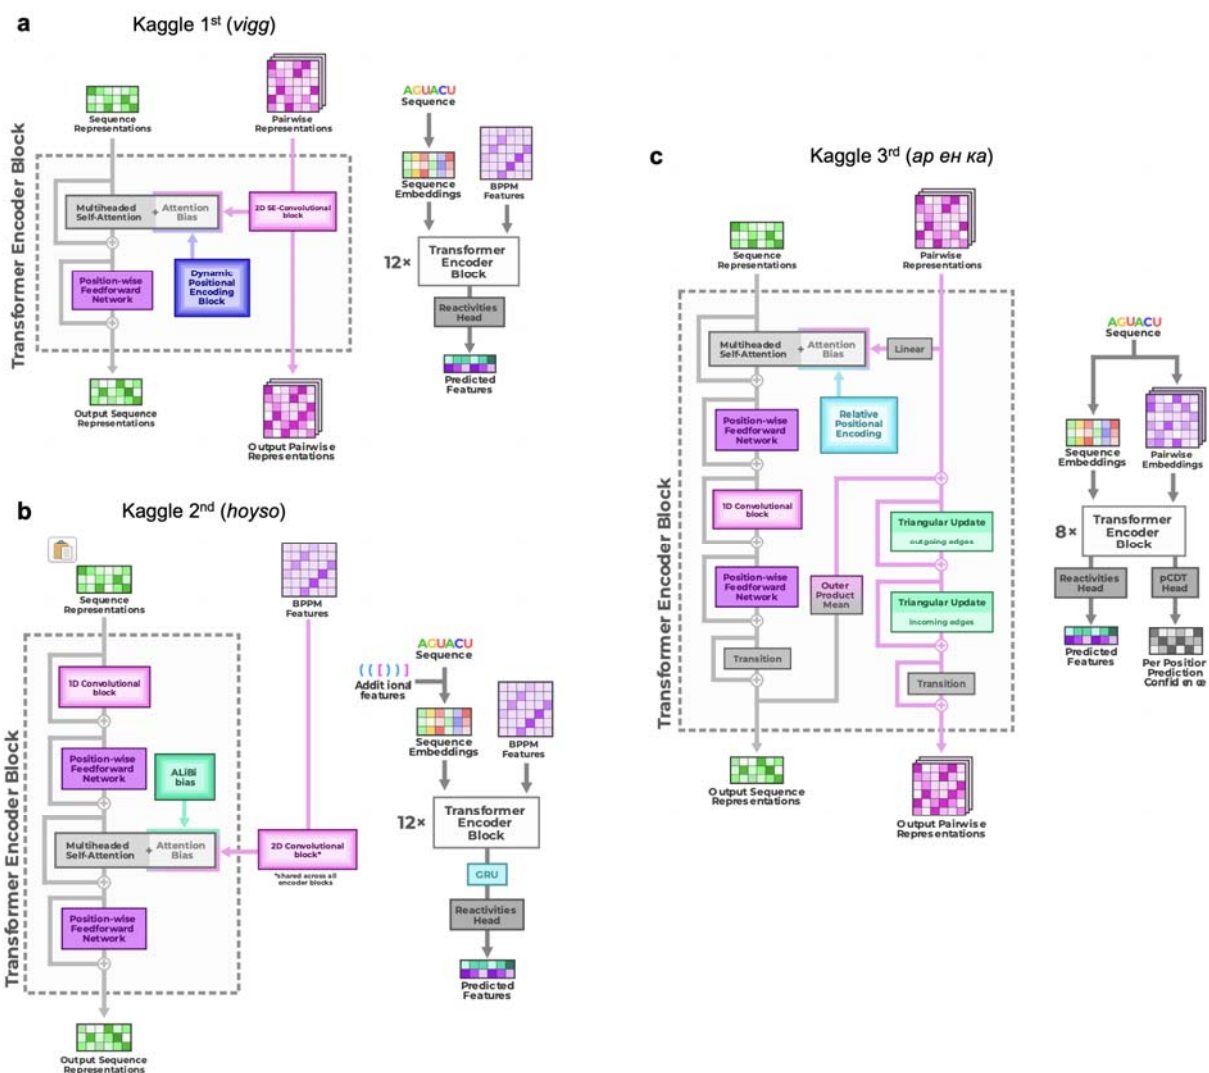 a
Kaggle 1st (vigg)
Sequence
Representations
Pairwise
Representations
Transformer Encoder Block
Multiheaded
Self-Attention
+
Attention
Bias
2D SE-Convolutional
block
Position-wise
Feedforward
Network
Dynamic
Positional
Encoding
Block
Output Sequence
Representations
Output Pairwise
Representations
AGUACU
Sequence
Sequence
Embeddings
BPPM
Features
12×
Transformer
Encoder
Block
Reactivities
Head
Predicted
Features
b
Kaggle 2nd (hoyso)
Sequence
Representations
BPPM
Features
Transformer Encoder Block
1D Convolutional
block
Position-wise
Feedforward
Network
ALiBi
bias
Multiheaded
Self-Attention
+
Attention
Bias
2D Convolutional
block*
*shared across all
encoder blocks
Position-wise
Feedforward
Network
Output Sequence
Representations
AGUACU
Sequence
(([))]
Additional
features
Sequence
Embeddings
BPPM
Features
12×
Transformer
Encoder
Block
GRU
Reactivities
Head
Predicted
Features
c
Kaggle 3rd (ар ен ка)
Sequence
Representations
Pairwise
Representations
Transformer Encoder Block
Multiheaded
Self-Attention
+
Attention
Bias
Linear
Position-wise
Feedforward
Network
Relative
Positional
Encoding
1D Convolutional
block
Triangular Update
outgoing edges
Position-wise
Feedforward
Network
Outer
Product
Mean
Triangular Update
incoming edges
Transition
Transition
Output Sequence
Representations
Output Pairwise
Representations
AGUACU
Sequence
Sequence
Embeddings
Pairwise
Embeddings
8×
Transformer
Encoder
Block
Reactivities
Head
pCDT
Head
Predicted
Features
Per Position
Prediction
Confidence